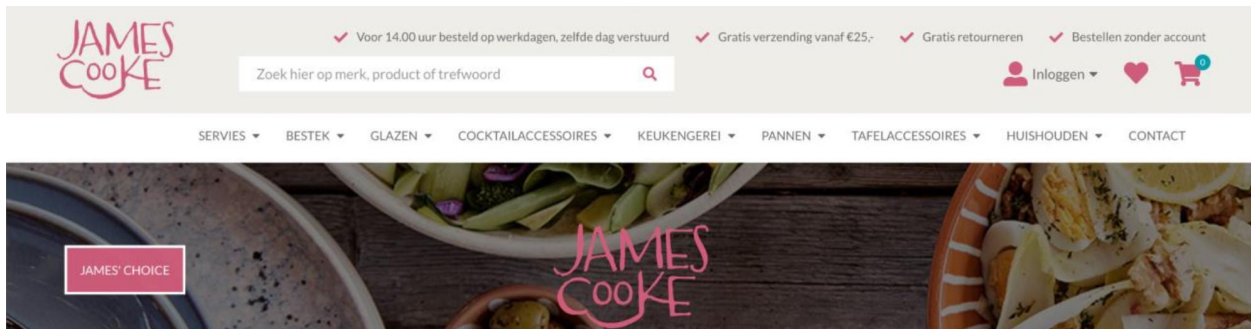 JAMES
COOKE
Voor 14.00 uur besteld op werkdagen, zelfde dag verstuurd Gratis verzending vanaf €25,- Gratis retourneren Bestellen zonder account
Zoek hier op merk, product of trefwoord Inloggen 0
SERVIES BESTEK GLAZEN COCKTAILACCESSOIRES KEUKENGEREI PANNEN TAFELACCESSOIRES HUISHOUDEN CONTACT
JAMES' CHOICE
JAMES
COOKE